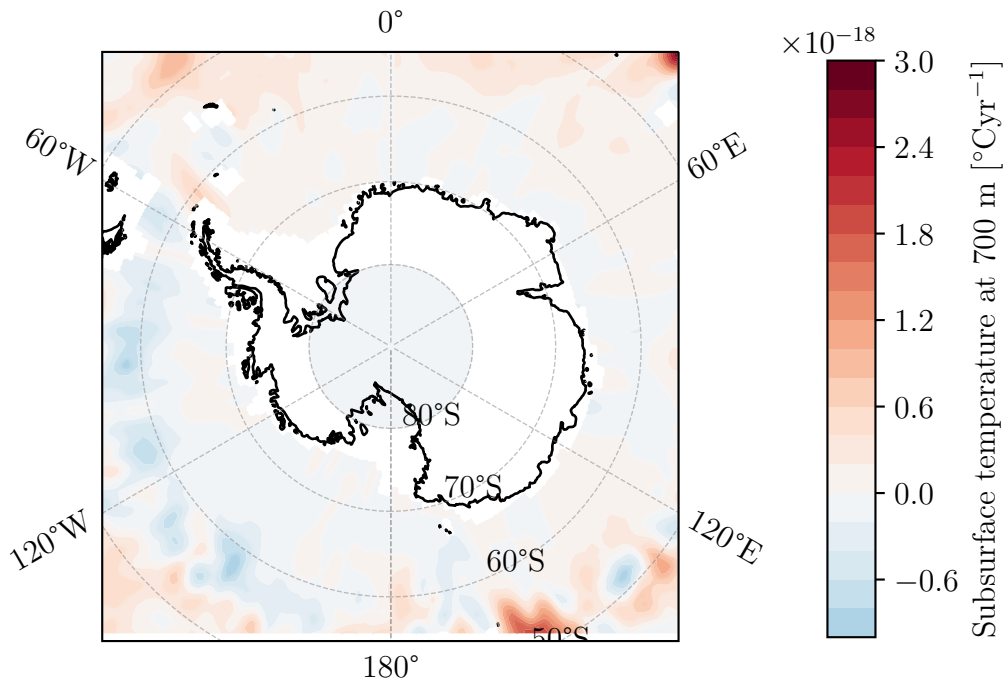 0°
×10⁻¹⁸
3.0
60°W
60°E
2.4
1.8
1.2
0.6
80°S
70°S
0.0
120°W
120°E
60°S
−0.6
50°S
180°
Subsurface temperature at 700 m [°Cyr⁻¹]